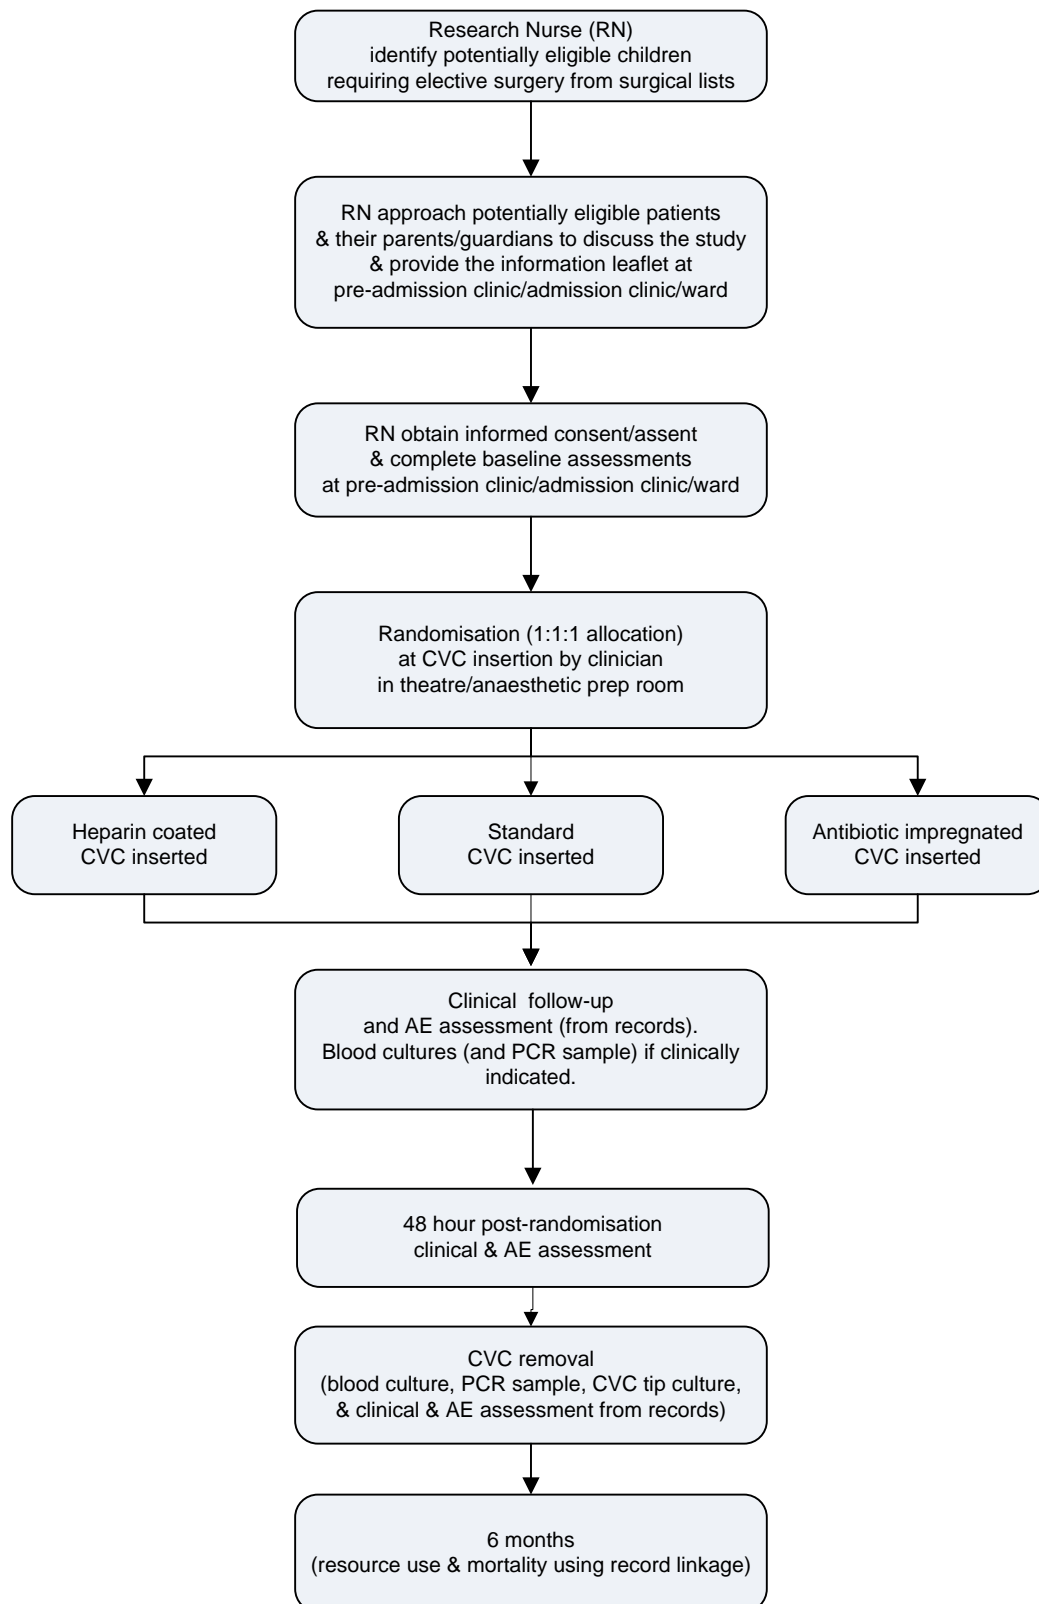 Research Nurse (RN)
identify potentially eligible children
requiring elective surgery from surgical lists
RN approach potentially eligible patients
& their parents/guardians to discuss the study
& provide the information leaflet at
pre-admission clinic/admission clinic/ward
RN obtain informed consent/assent
& complete baseline assessments
at pre-admission clinic/admission clinic/ward
Randomisation (1:1:1 allocation)
at CVC insertion by clinician
in theatre/anaesthetic prep room
Heparin coated
CVC inserted
Standard
CVC inserted
Antibiotic impregnated
CVC inserted
Clinical follow-up
and AE assessment (from records).
Blood cultures (and PCR sample) if clinically
indicated.
48 hour post-randomisation
clinical & AE assessment
CVC removal
(blood culture, PCR sample, CVC tip culture,
& clinical & AE assessment from records)
6 months
(resource use & mortality using record linkage)